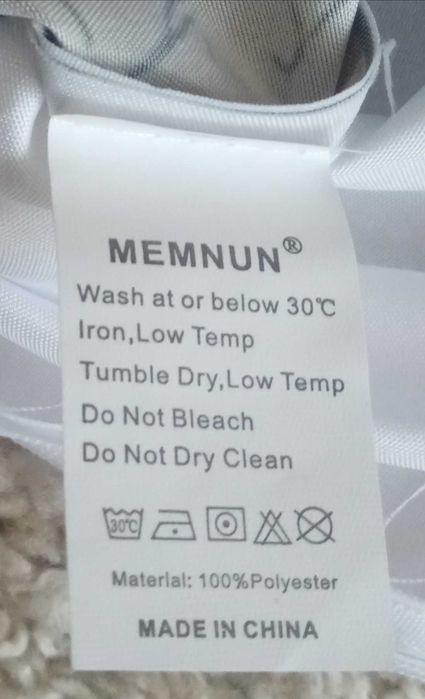 MEMNUN®
Wash at or below 30℃
Iron,Low Temp
Tumble Dry,Low Temp
Do Not Bleach
Do Not Dry Clean
30℃
Material: 100%Polyester
MADE IN CHINA